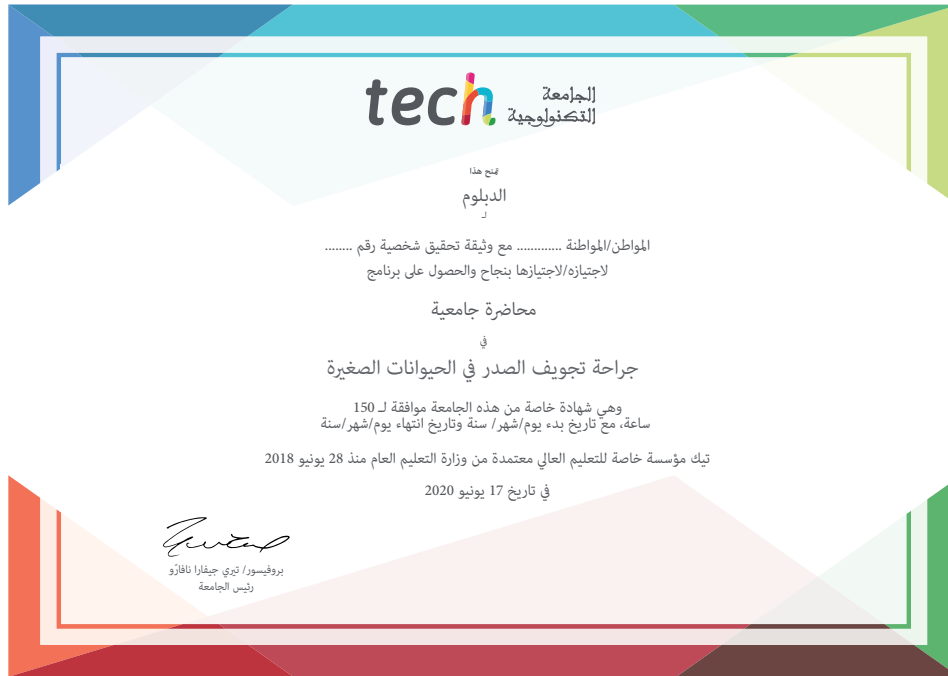 tech
الجامعة
التكنولوجية
تمنح هذا
الدبلوم
لـ
المواطن/المواطنة ............. مع وثيقة تحقيق شخصية رقم ........
لاجتيازه/لاجتيازها بنجاح والحصول على برنامج
محاضرة جامعية
في
جراحة تجويف الصدر في الحيوانات الصغيرة
وهي شهادة خاصة من هذه الجامعة موافقة لـ 150
ساعة، مع تاريخ بدء يوم/شهر/ سنة وتاريخ انتهاء يوم/شهر/سنة
تيك مؤسسة خاصة للتعليم العالي معتمدة من وزارة التعليم العام منذ 28 يونيو 2018
في تاريخ 17 يونيو 2020
بروفيسور/ تيري جيفارا نافارّو
رئيس الجامعة